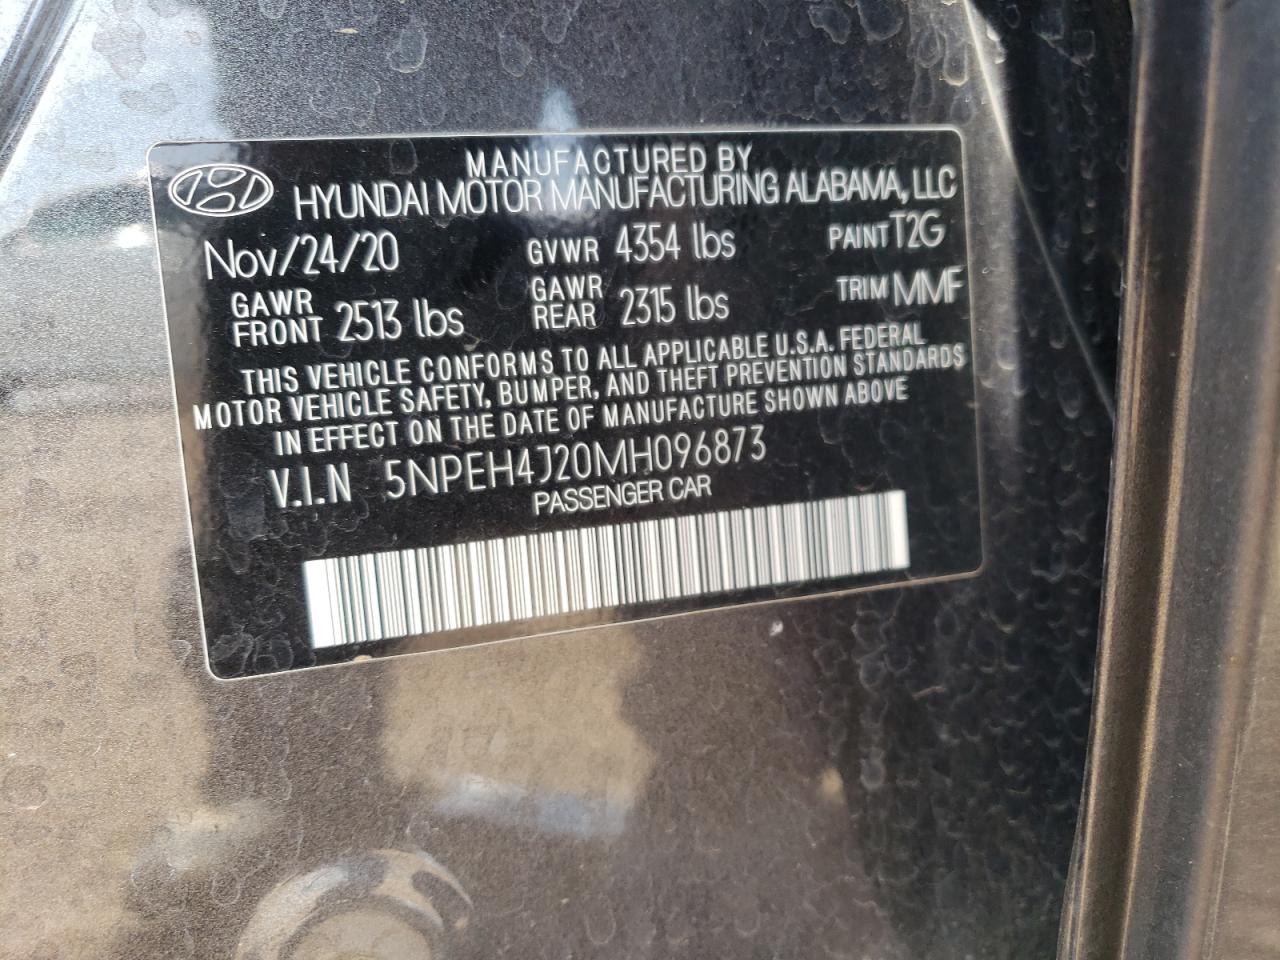 MANUFACTURED BY
HYUNDAI MOTOR MANUFACTURING ALABAMA, LLC
Nov/24/20 GVWR 4354 lbs PAINT T2G
GAWR FRONT 2513 lbs GAWR REAR 2315 lbs TRIM MMF
THIS VEHICLE CONFORMS TO ALL APPLICABLE U.S.A. FEDERAL
MOTOR VEHICLE SAFETY, BUMPER, AND THEFT PREVENTION STANDARDS
IN EFFECT ON THE DATE OF MANUFACTURE SHOWN ABOVE
V.I.N 5NPEH4J20MH096873
PASSENGER CAR